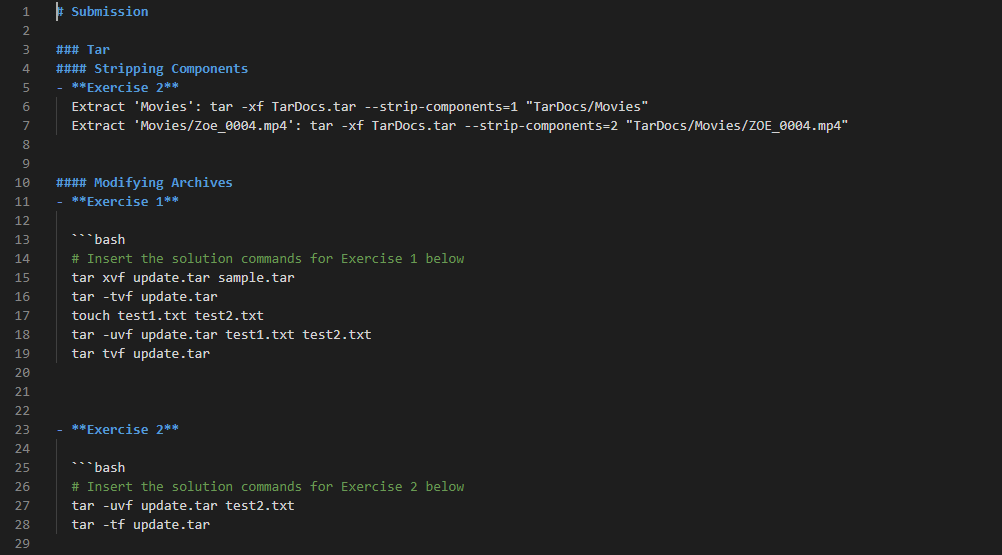 1 # Submission
2
3 ### Tar
4 #### Stripping Components
5 - **Exercise 2**
6 Extract 'Movies': tar -xf TarDocs.tar --strip-components=1 "TarDocs/Movies"
7 Extract 'Movies/Zoe_0004.mp4': tar -xf TarDocs.tar --strip-components=2 "TarDocs/Movies/ZOE_0004.mp4"
8
9
10 #### Modifying Archives
11 - **Exercise 1**
12
13 ```bash
14 # Insert the solution commands for Exercise 1 below
15 tar xvf update.tar sample.tar
16 tar -tvf update.tar
17 touch test1.txt test2.txt
18 tar -uvf update.tar test1.txt test2.txt
19 tar tvf update.tar
20
21
22
23 - **Exercise 2**
24
25 ```bash
26 # Insert the solution commands for Exercise 2 below
27 tar -uvf update.tar test2.txt
28 tar -tf update.tar
29